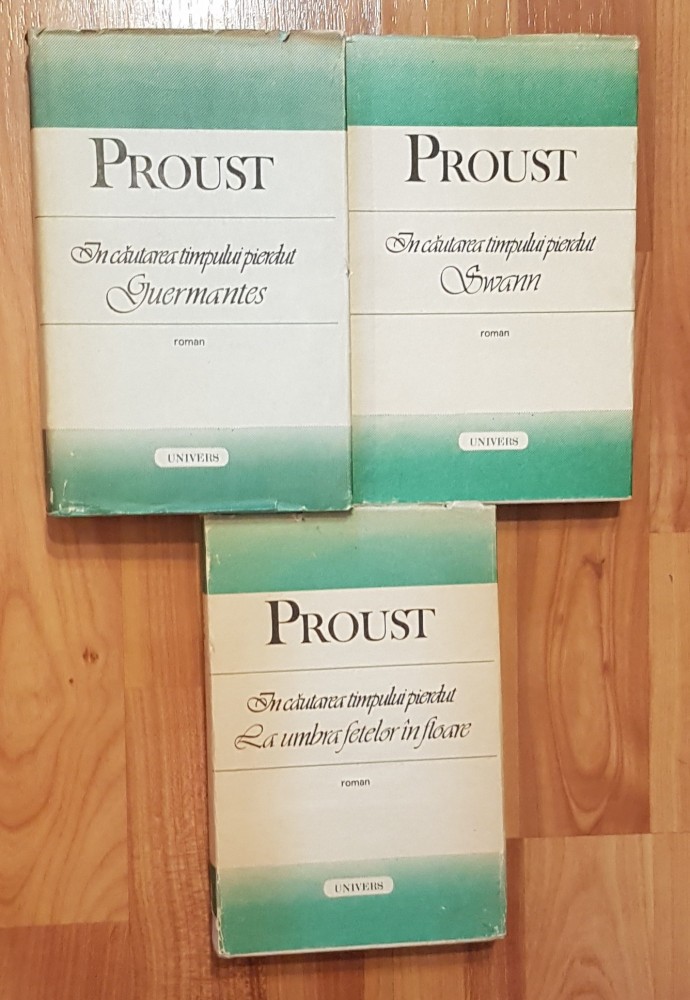 PROUST
In căutarea timpului pierdut
Guermantes
roman
UNIVERS
PROUST
In căutarea timpului pierdut
Swann
roman
UNIVERS
PROUST
In căutarea timpului pierdut
La umbra fetelor în floare
roman
UNIVERS